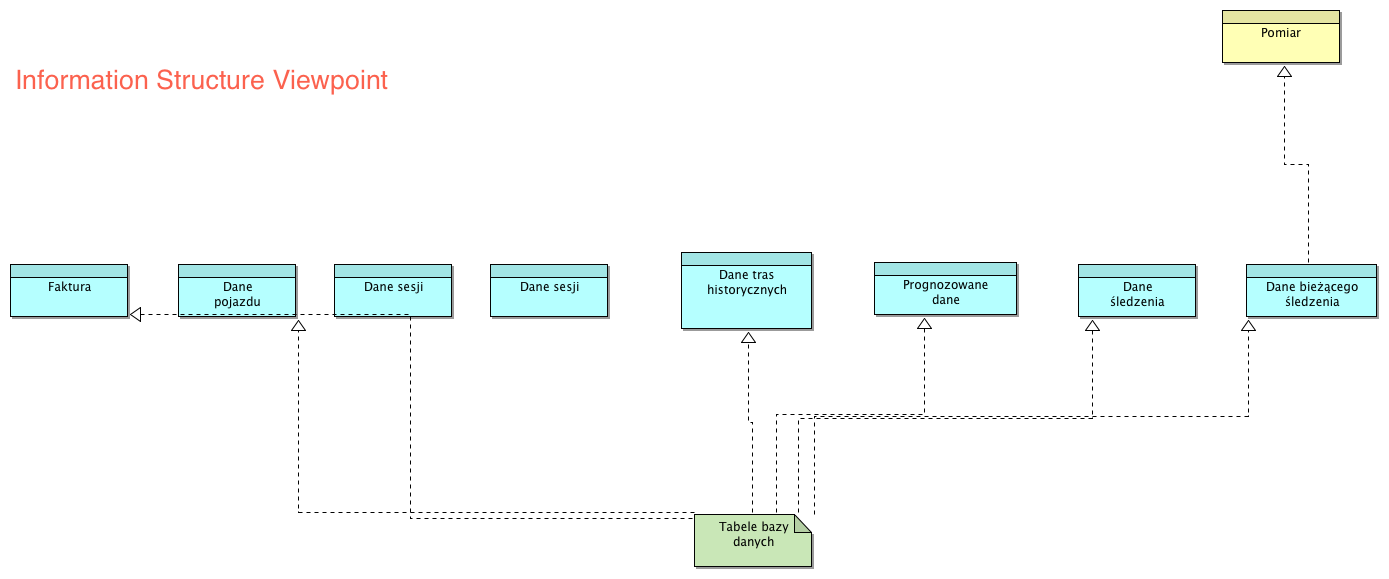 Pomiar
Information Structure Viewpoint
Faktura
Dane
pojazdu
Dane sesji
Dane sesji
Dane tras
historycznych
Prognozowane
dane
Dane
śledzenia
Dane bieżącego
śledzenia
Tabele bazy
danych